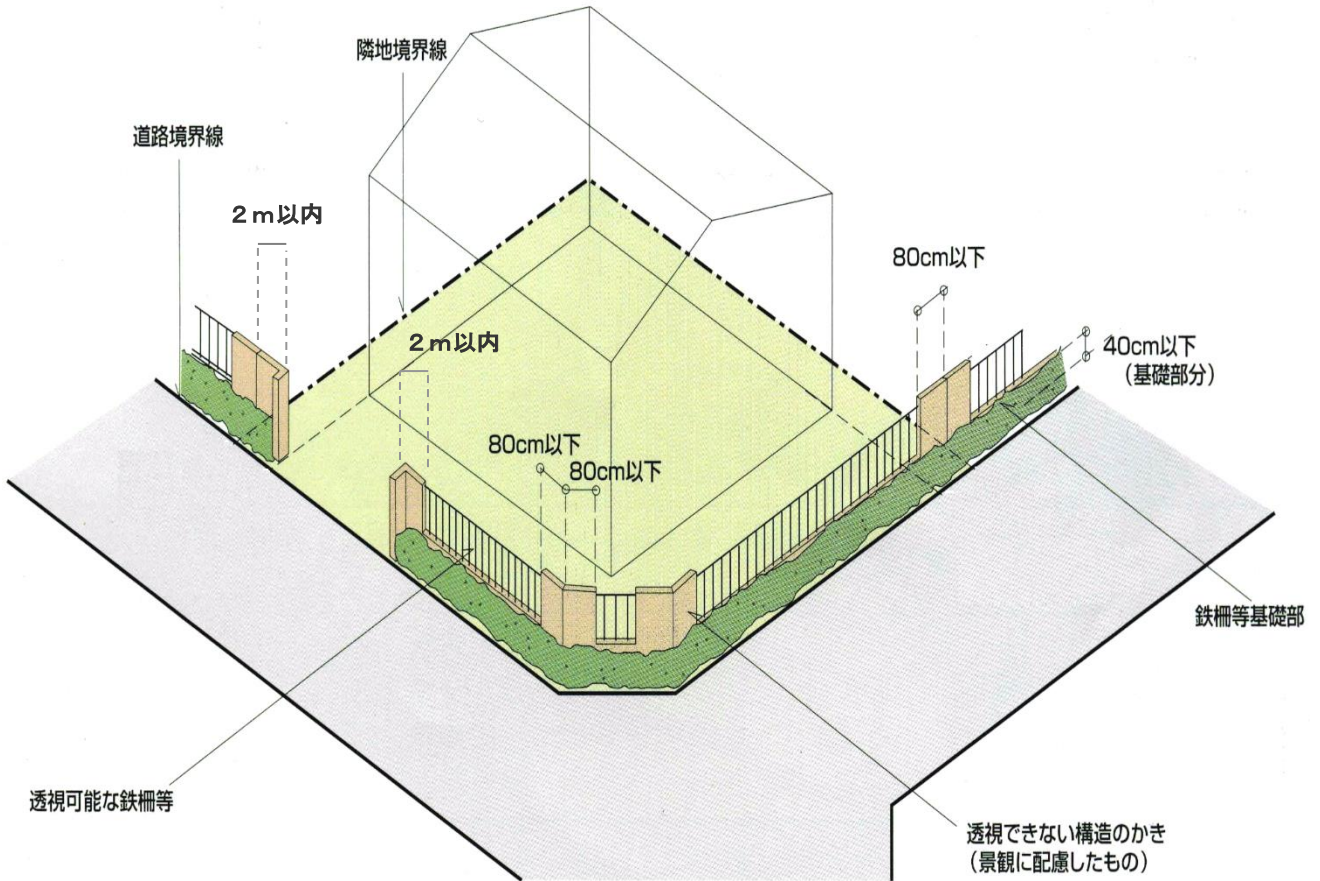 隣地境界線
道路境界線
２ｍ以内
80cm以下
２ｍ以内
40cm以下
（基礎部分）
80cm以下
80cm以下
鉄柵等基礎部
透視可能な鉄柵等
透視できない構造のかき
（景観に配慮したもの）